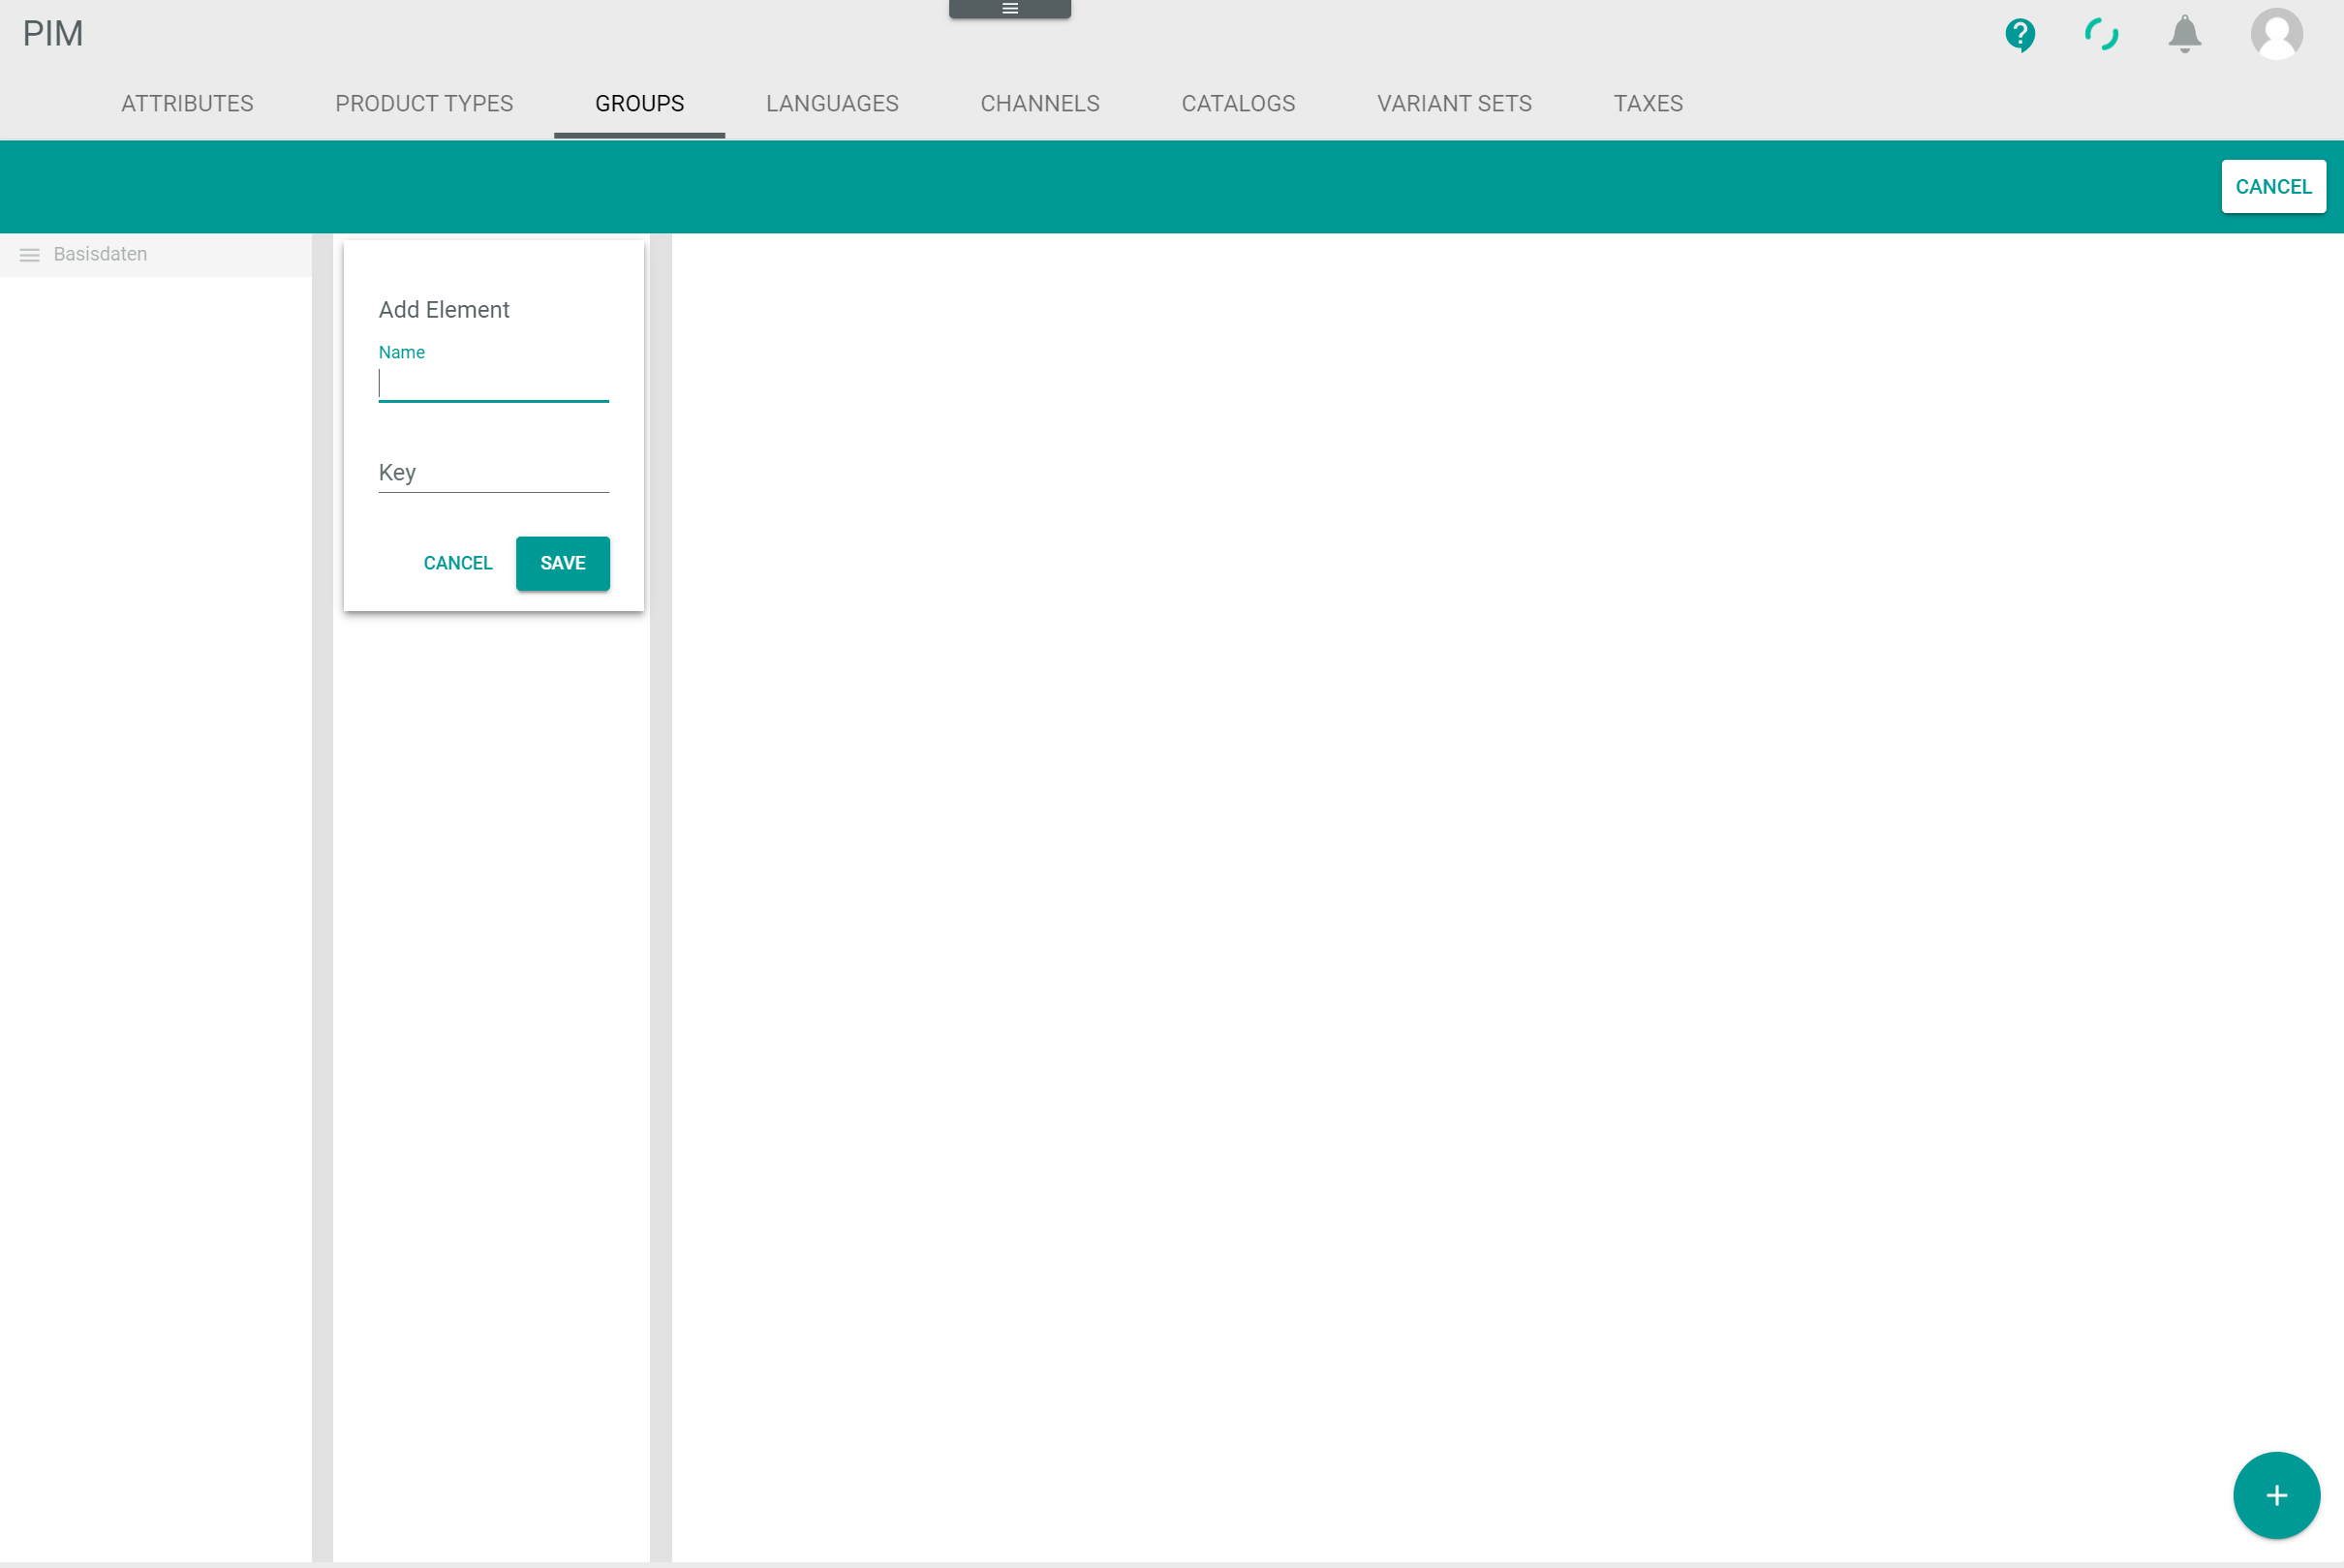 PIM
ATTRIBUTES PRODUCT TYPES GROUPS LANGUAGES CHANNELS CATALOGS VARIANT SETS TAXES
CANCEL
Basisdaten
Add Element
Name
Key
CANCEL SAVE